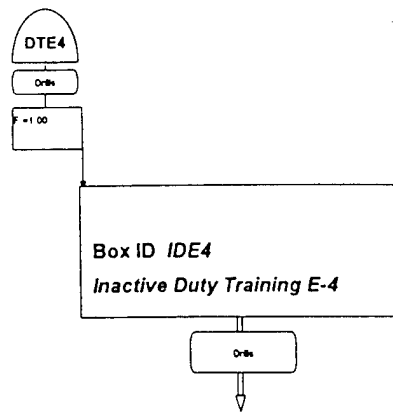 DTE4
Drills
F =1.00
Box ID IDE4
Inactive Duty Training E-4
Drills